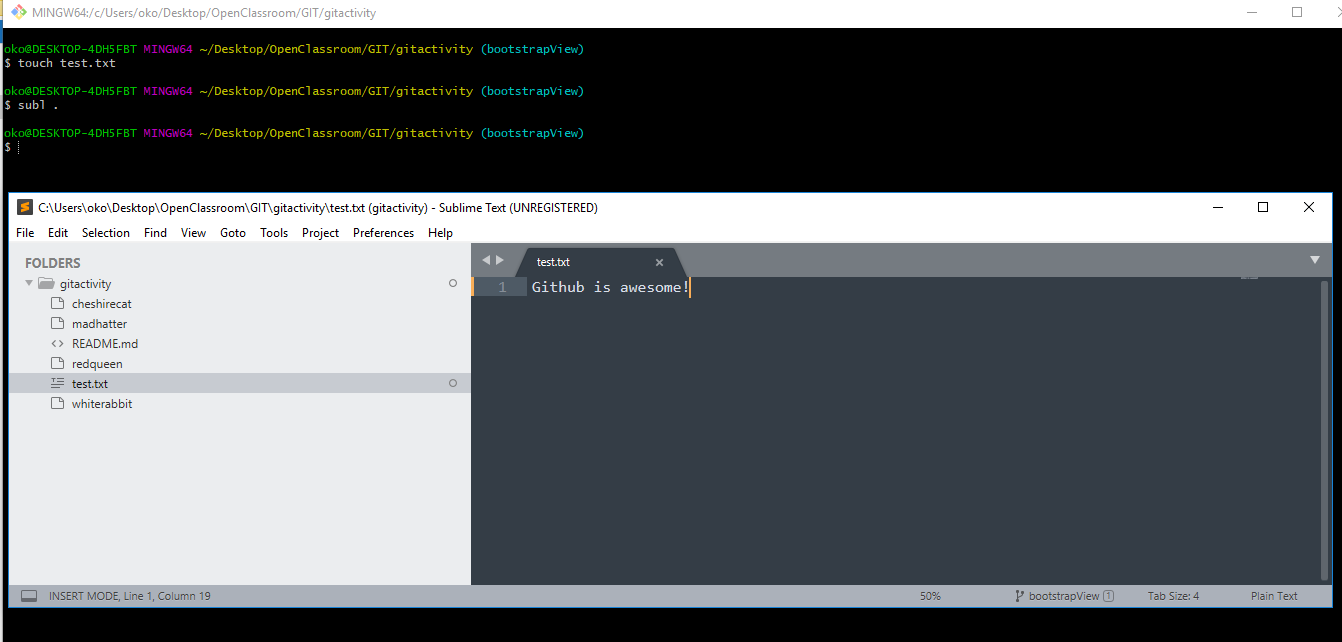 MINGW64:/c/Users/oko/Desktop/OpenClassroom/GIT/gitactivity
oko@DESKTOP-4DH5FBT MINGW64 ~/Desktop/OpenClassroom/GIT/gitactivity (bootstrapView)
$ touch test.txt
oko@DESKTOP-4DH5FBT MINGW64 ~/Desktop/OpenClassroom/GIT/gitactivity (bootstrapView)
$ subl .
oko@DESKTOP-4DH5FBT MINGW64 ~/Desktop/OpenClassroom/GIT/gitactivity (bootstrapView)
$
C:\Users\oko\Desktop\OpenClassroom\GIT\gitactivity\test.txt (gitactivity) - Sublime Text (UNREGISTERED)
File Edit Selection Find View Goto Tools Project Preferences Help
FOLDERS
gitactivity
cheshirecat
madhatter
README.md
redqueen
test.txt
whiterabbit
test.txt
1 Github is awesome!
INSERT MODE, Line 1, Column 19 50% bootstrapView 1 Tab Size: 4 Plain Text